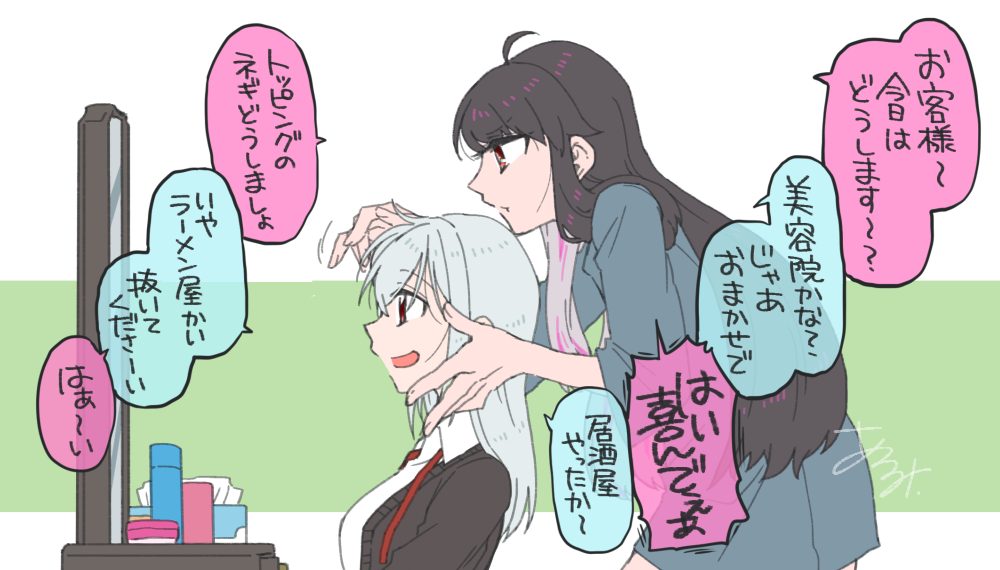 お客様～
今日は
どうします～？
美容院かな？
じゃあ
おまかせで
はい
喜んでぇぁ
居酒屋
やったか～
トッピングの
ネギどうしましょ
いや
ラーメン屋かい
抜いて
くださーい
はぁ～い